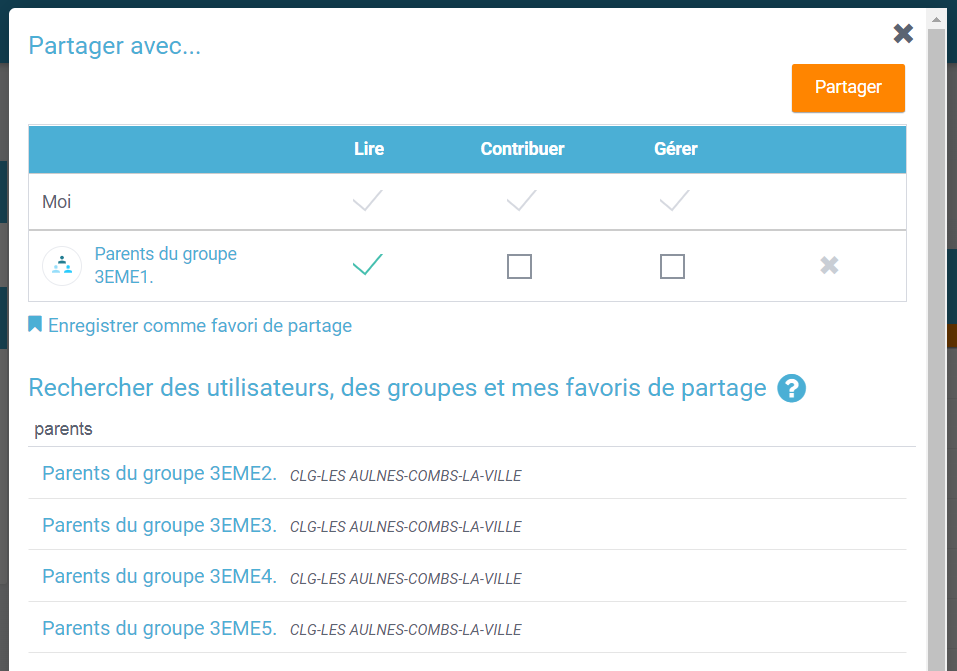 Partager avec...
Partager
Lire Contribuer Gérer
Moi
Parents du groupe
3EME1.
Enregistrer comme favori de partage
Rechercher des utilisateurs, des groupes et mes favoris de partage ?
parents
Parents du groupe 3EME2. CLG-LES AULNES-COMBS-LA-VILLE
Parents du groupe 3EME3. CLG-LES AULNES-COMBS-LA-VILLE
Parents du groupe 3EME4. CLG-LES AULNES-COMBS-LA-VILLE
Parents du groupe 3EME5. CLG-LES AULNES-COMBS-LA-VILLE